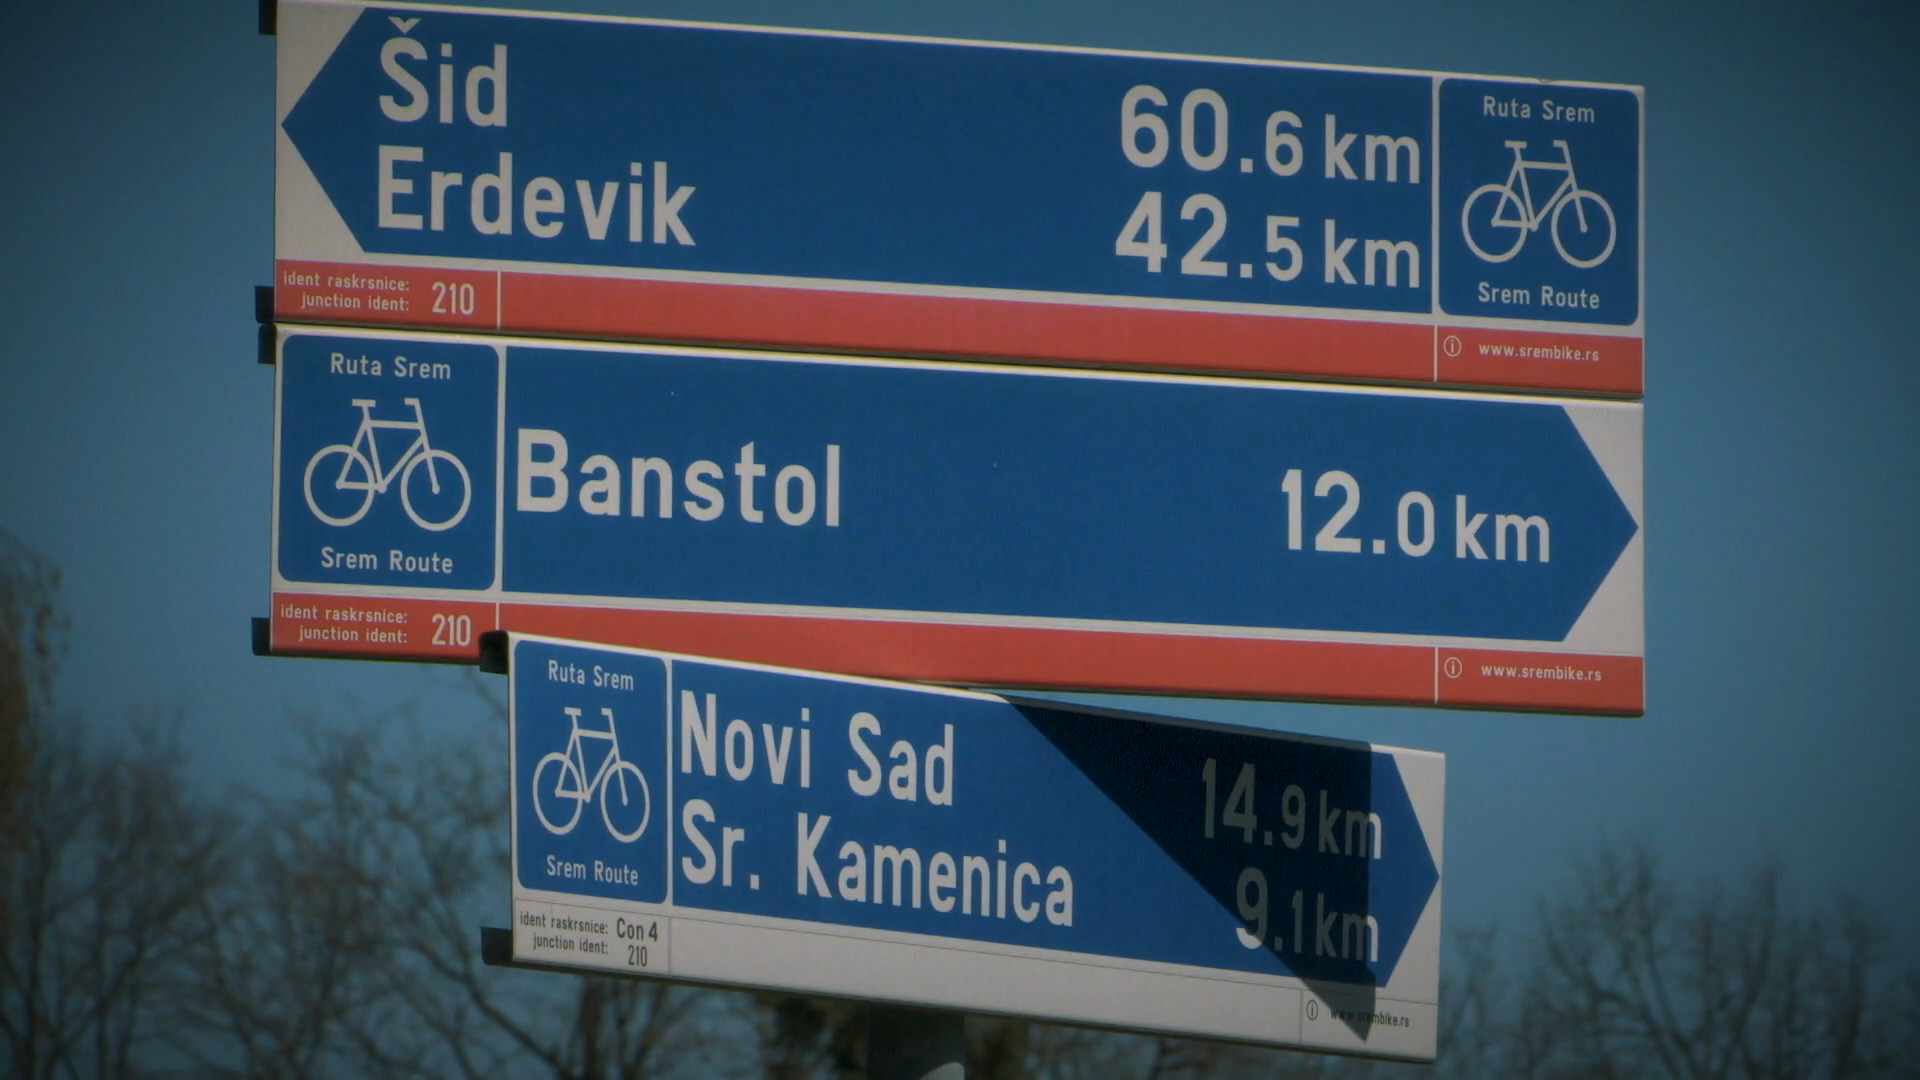 Šid 60.6 km
Erdevik 42.5 km
Ruta Srem
Srem Route
ident raskrsnice:
junction ident: 210
www.srembike.rs
Ruta Srem
Srem Route
Banstol 12.0 km
ident raskrsnice:
junction ident: 210
www.srembike.rs
Ruta Srem
Srem Route
Novi Sad 14.9 km
Sr. Kamenica 9.1 km
ident raskrsnice: Con 4
junction ident: 210
www.srembike.rs